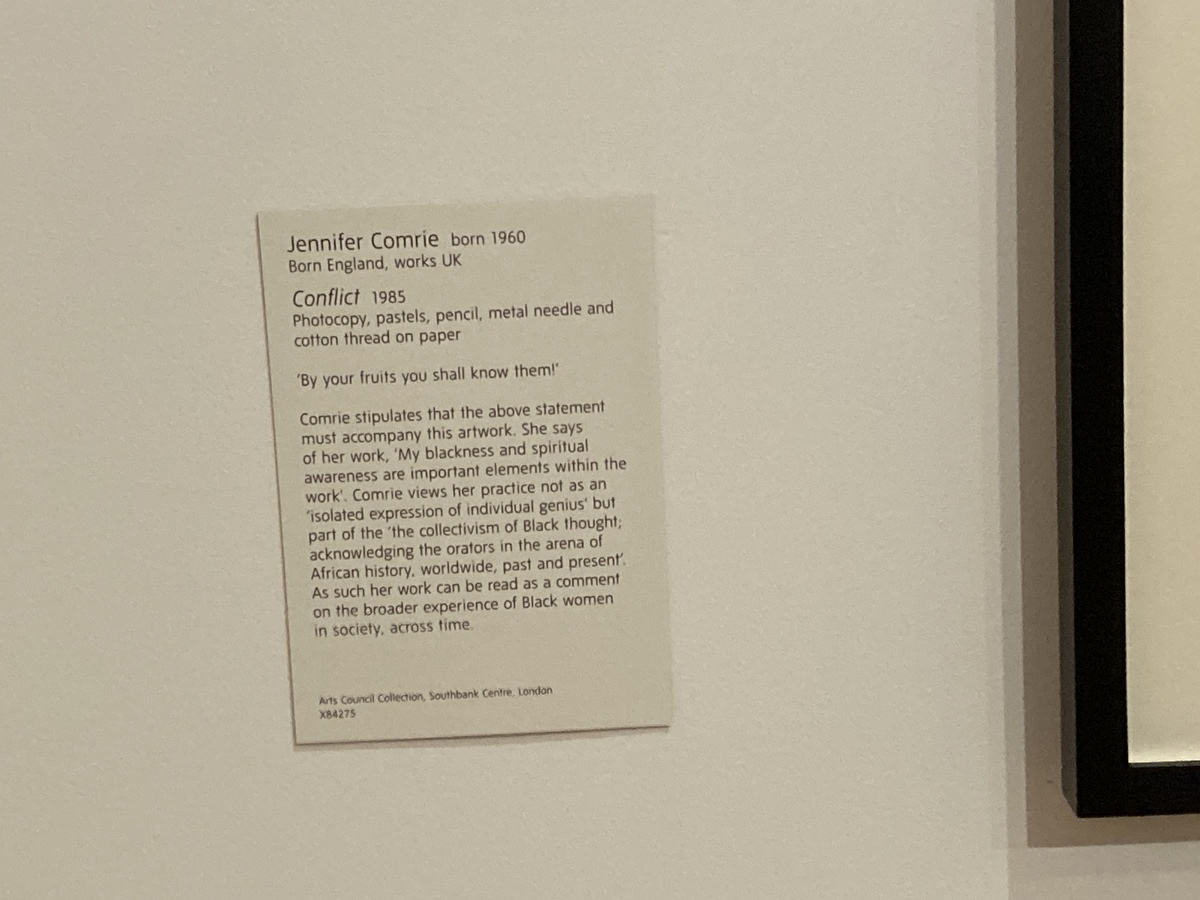 Jennifer Comrie born 1960
Born England, works UK
Conflict 1985
Photocopy, pastels, pencil, metal needle and
cotton thread on paper
'By your fruits you shall know them!'
Comrie stipulates that the above statement
must accompany this artwork. She says
of her work, 'My blackness and spiritual
awareness are important elements within the
work'. Comrie views her practice not as an
'isolated expression of individual genius' but
part of the 'the collectivism of Black thought;
acknowledging the orators in the arena of
African history, worldwide, past and present'.
As such her work can be read as a comment
on the broader experience of Black women
in society, across time.
Arts Council Collection, Southbank Centre, London
X84275